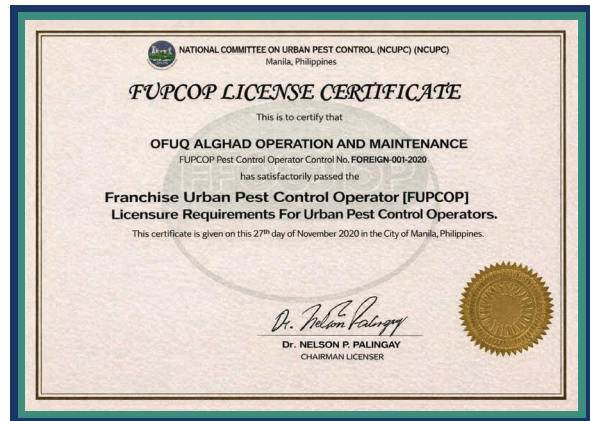 NATIONAL COMMITTEE ON URBAN PEST CONTROL (NCUPC) (NCUPC)
Manila, Philippines
FUPCOP LICENSE CERTIFICATE
This is to certify that
OFUQ ALGHAD OPERATION AND MAINTENANCE
FUPCOP Pest Control Operator Control No. FOREIGN-001-2020
has satisfactorily passed the
Franchise Urban Pest Control Operator [FUPCOP]
Licensure Requirements For Urban Pest Control Operators.
This certificate is given on this 27th day of November 2020 in the City of Manila, Philippines.
Dr. Nelson Palingay
Dr. NELSON P. PALINGAY
CHAIRMAN LICENSER